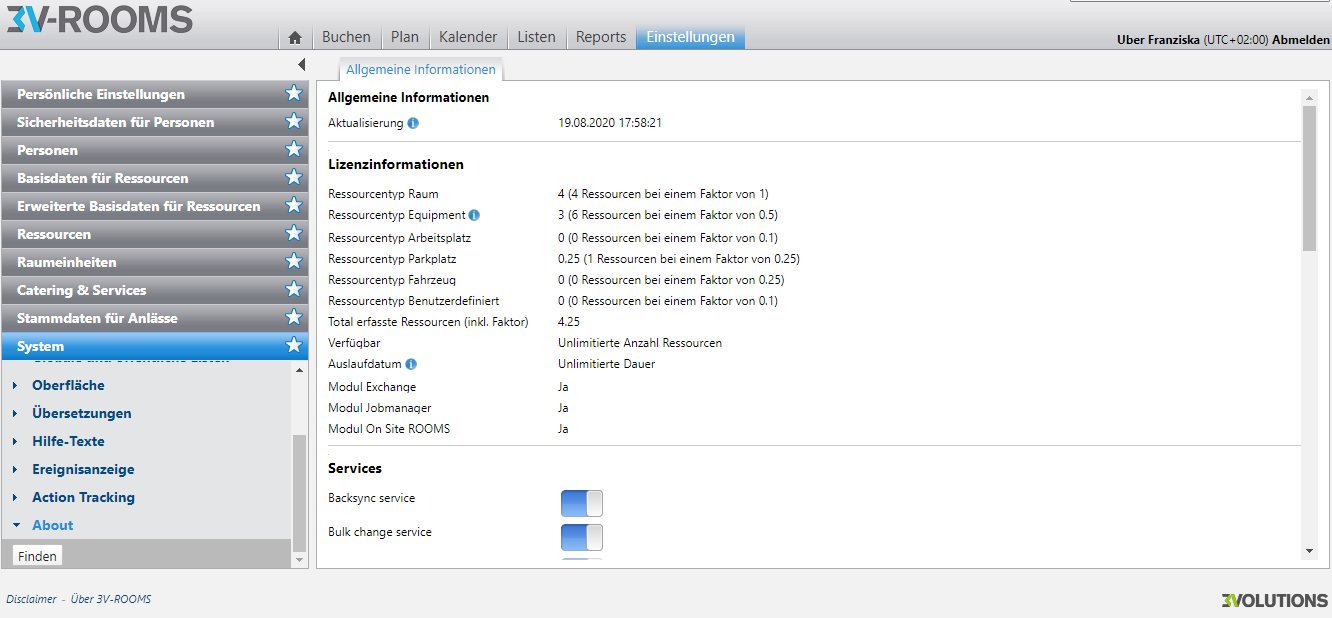 3V-ROOMS
Buchen Plan Kalender Listen Reports Einstellungen
Uber Franziska (UTC+02:00) Abmelden
Allgemeine Informationen
Persönliche Einstellungen
Sicherheitsdaten für Personen
Personen
Basisdaten für Ressourcen
Erweiterte Basisdaten für Ressourcen
Ressourcen
Raumeinheiten
Catering & Services
Stammdaten für Anlässe
System
Oberfläche
Übersetzungen
Hilfe-Texte
Ereignisanzeige
Action Tracking
About
Finden
Allgemeine Informationen
Aktualisierung 19.08.2020 17:58:21
Lizenzinformationen
Ressourcentyp Raum 4 (4 Ressourcen bei einem Faktor von 1)
Ressourcentyp Equipment 3 (6 Ressourcen bei einem Faktor von 0.5)
Ressourcentyp Arbeitsplatz 0 (0 Ressourcen bei einem Faktor von 0.1)
Ressourcentyp Parkplatz 0.25 (1 Ressourcen bei einem Faktor von 0.25)
Ressourcentyp Fahrzeug 0 (0 Ressourcen bei einem Faktor von 0.25)
Ressourcentyp Benutzerdefiniert 0 (0 Ressourcen bei einem Faktor von 0.1)
Total erfasste Ressourcen (inkl. Faktor) 4.25
Verfügbar Unlimitierte Anzahl Ressourcen
Auslaufdatum Unlimitierte Dauer
Modul Exchange Ja
Modul Jobmanager Ja
Modul On Site ROOMS Ja
Services
Backsync service
Bulk change service
Disclaimer - Über 3V-ROOMS
3VOLUTIONS